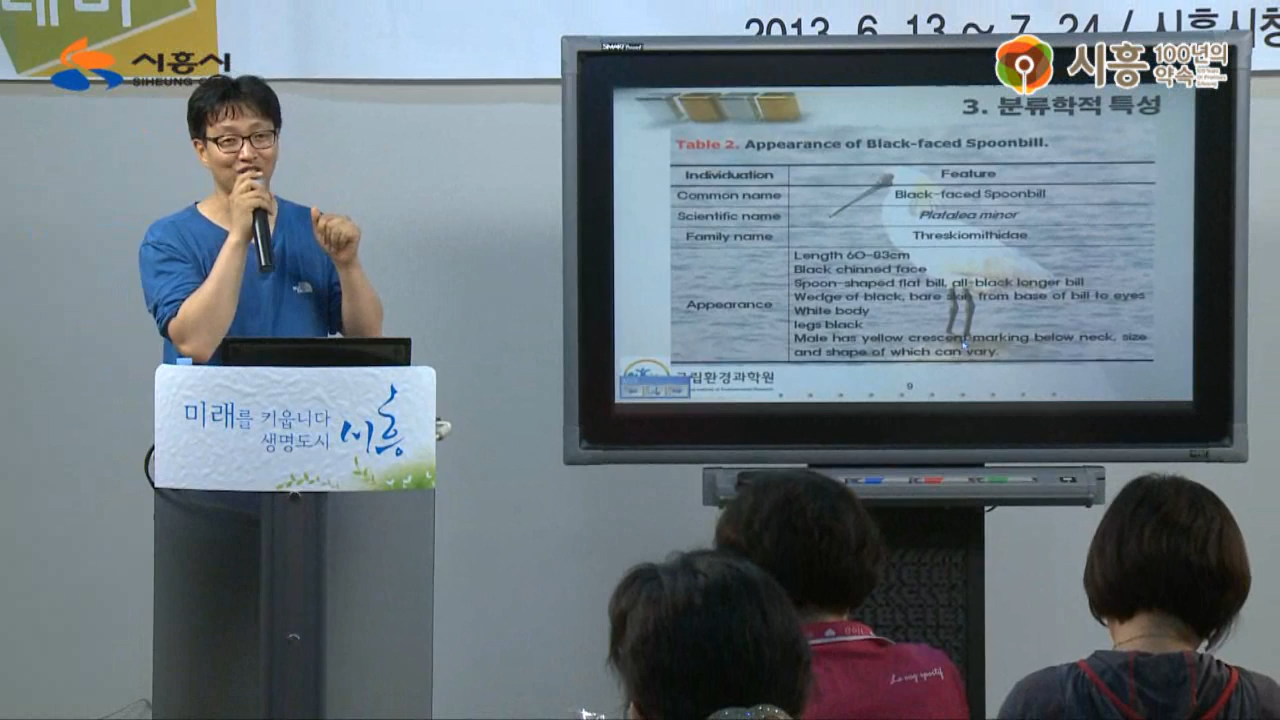 2013. 6. 13 ~ 7. 24 / 시흥시청
시흥시
SIHEUNG CITY
시흥 100년의
약속
3. 분류학적 특성
Table 2. Appearance of Black-faced Spoonbill.
Individuation Feature
Common name Black-faced Spoonbill
Scientific name Platalea minor
Family name Threskiornithidae
Appearance
Length 60-83cm
Black chinned face
Spoon-shaped flat bill, all-black longer bill
Wedge of black, bare skin from base of bill to eyes
White body
legs black
Male has yellow crescent marking below neck, size
and shape of which can vary.
국립환경과학원
9
미래를 키웁니다
생명도시 시흥
Le coq sportif